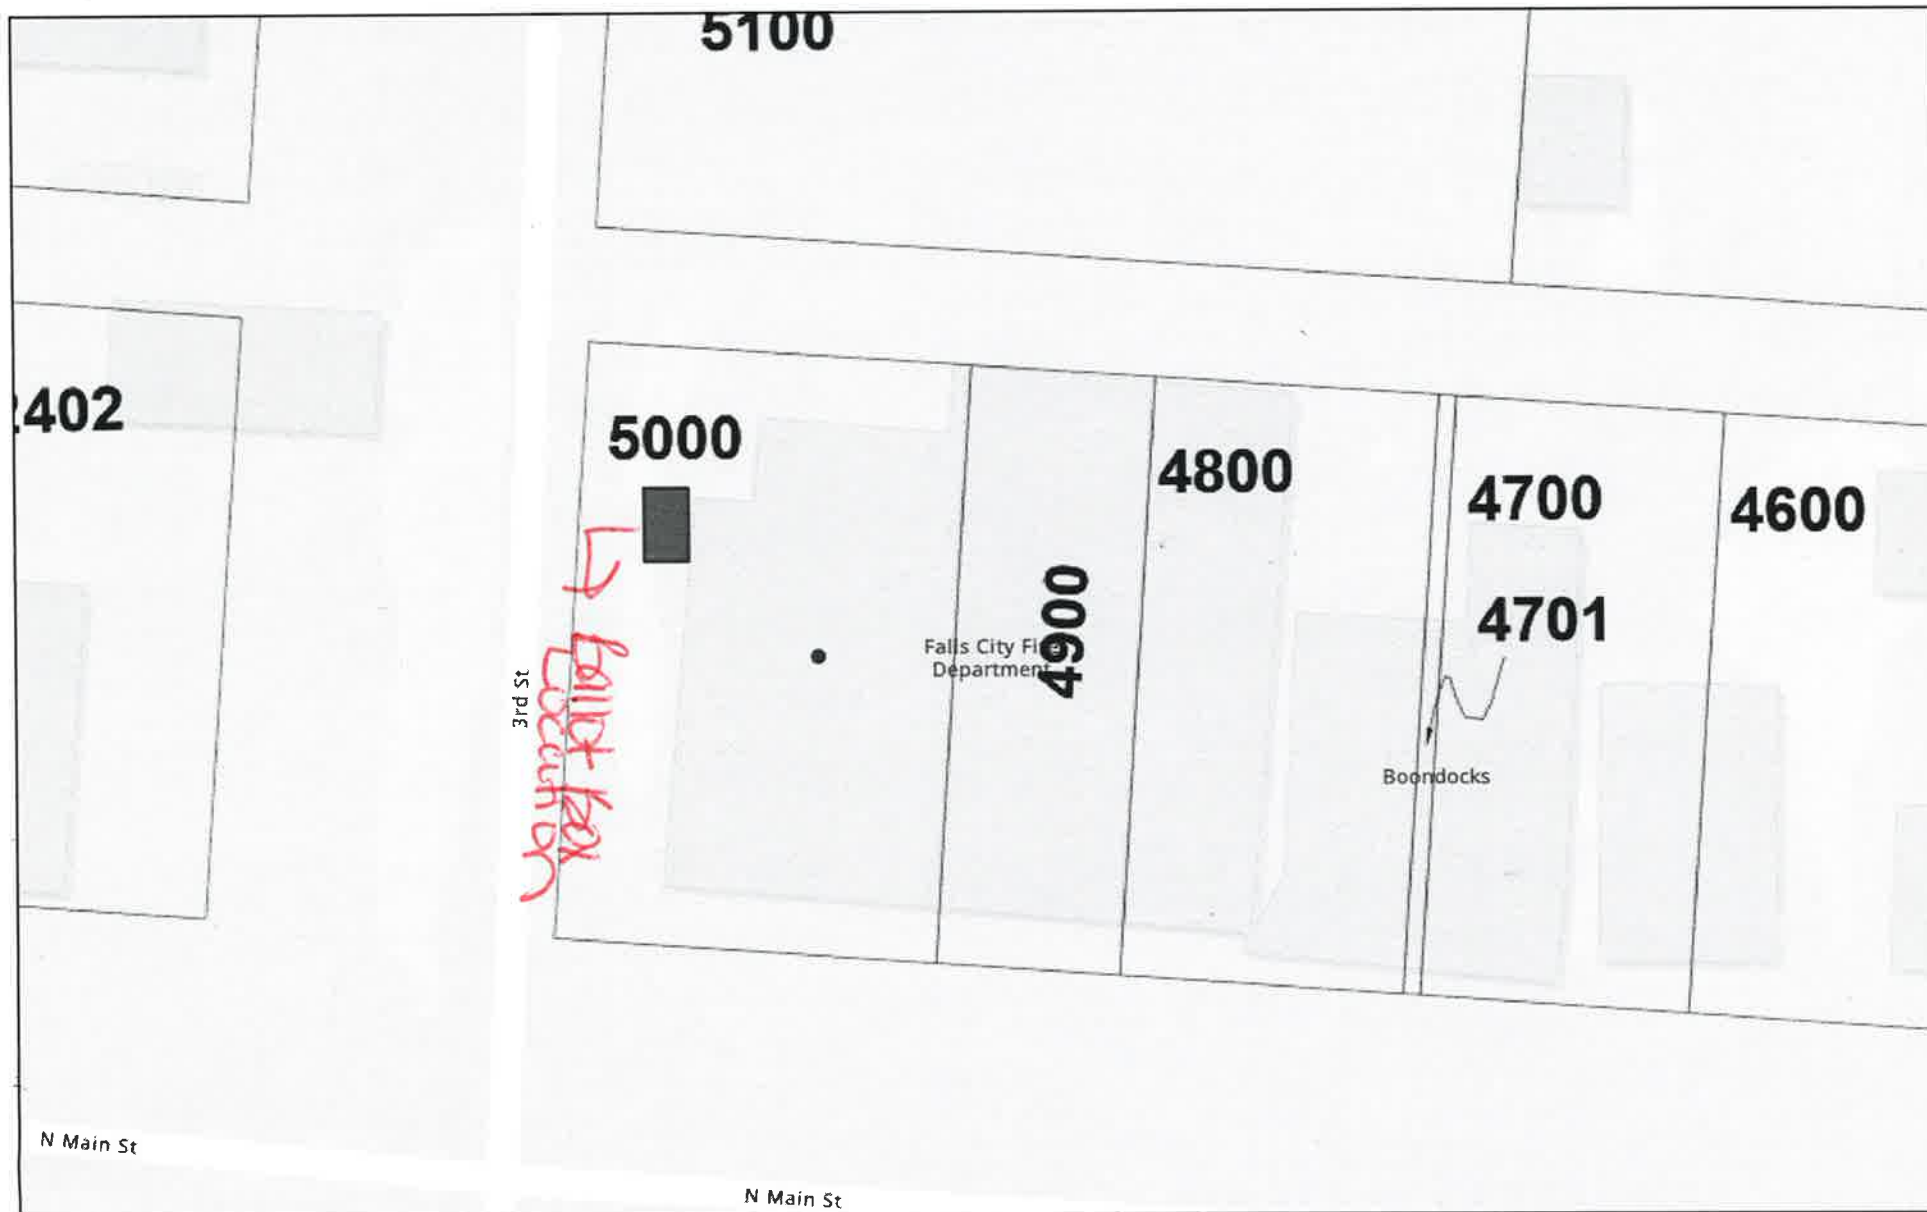 5100
2402
5000
4800
4700
4600
4701
4900
Falls City Fire
Department
3rd St
Ballot Box
Location
Boondocks
N Main St
N Main St